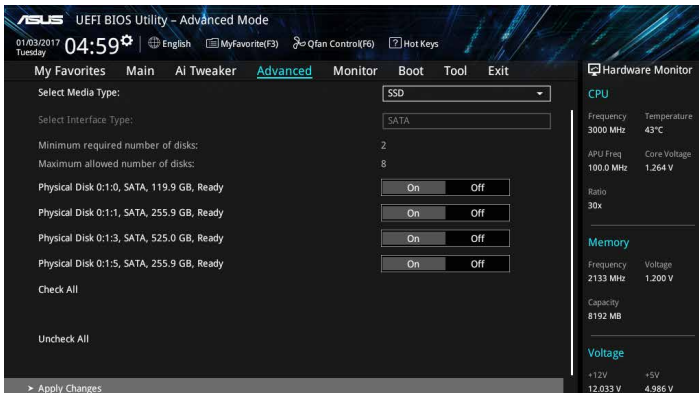 ASUS UEFI BIOS Utility – Advanced Mode
01/03/2017 Tuesday 04:59 English MyFavorite(F3) Qfan Control(F6) ? Hot Keys
My Favorites Main Ai Tweaker Advanced Monitor Boot Tool Exit
Hardware Monitor
Select Media Type: SSD
Select Interface Type: SATA
Minimum required number of disks: 2
Maximum allowed number of disks: 8
Physical Disk 0:1:0, SATA, 119.9 GB, Ready On Off
Physical Disk 0:1:1, SATA, 255.9 GB, Ready On Off
Physical Disk 0:1:3, SATA, 525.0 GB, Ready On Off
Physical Disk 0:1:5, SATA, 255.9 GB, Ready On Off
Check All
Uncheck All
➤ Apply Changes
CPU
Frequency Temperature
3000 MHz 43°C
APU Freq Core Voltage
100.0 MHz 1.264 V
Ratio
30x
Memory
Frequency Voltage
2133 MHz 1.200 V
Capacity
8192 MB
Voltage
+12V +5V
12.033 V 4.986 V